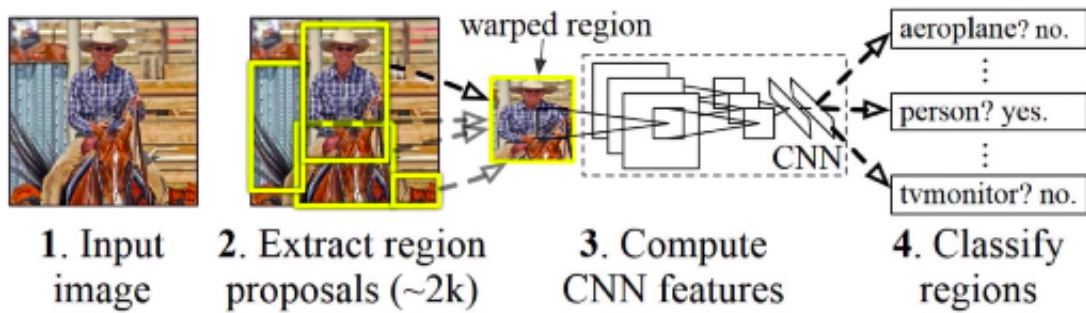 warped region
aeroplane? no.
⋮
person? yes.
⋮
tvmonitor? no.
CNN
1. Input
image
2. Extract region
proposals (~2k)
3. Compute
CNN features
4. Classify
regions